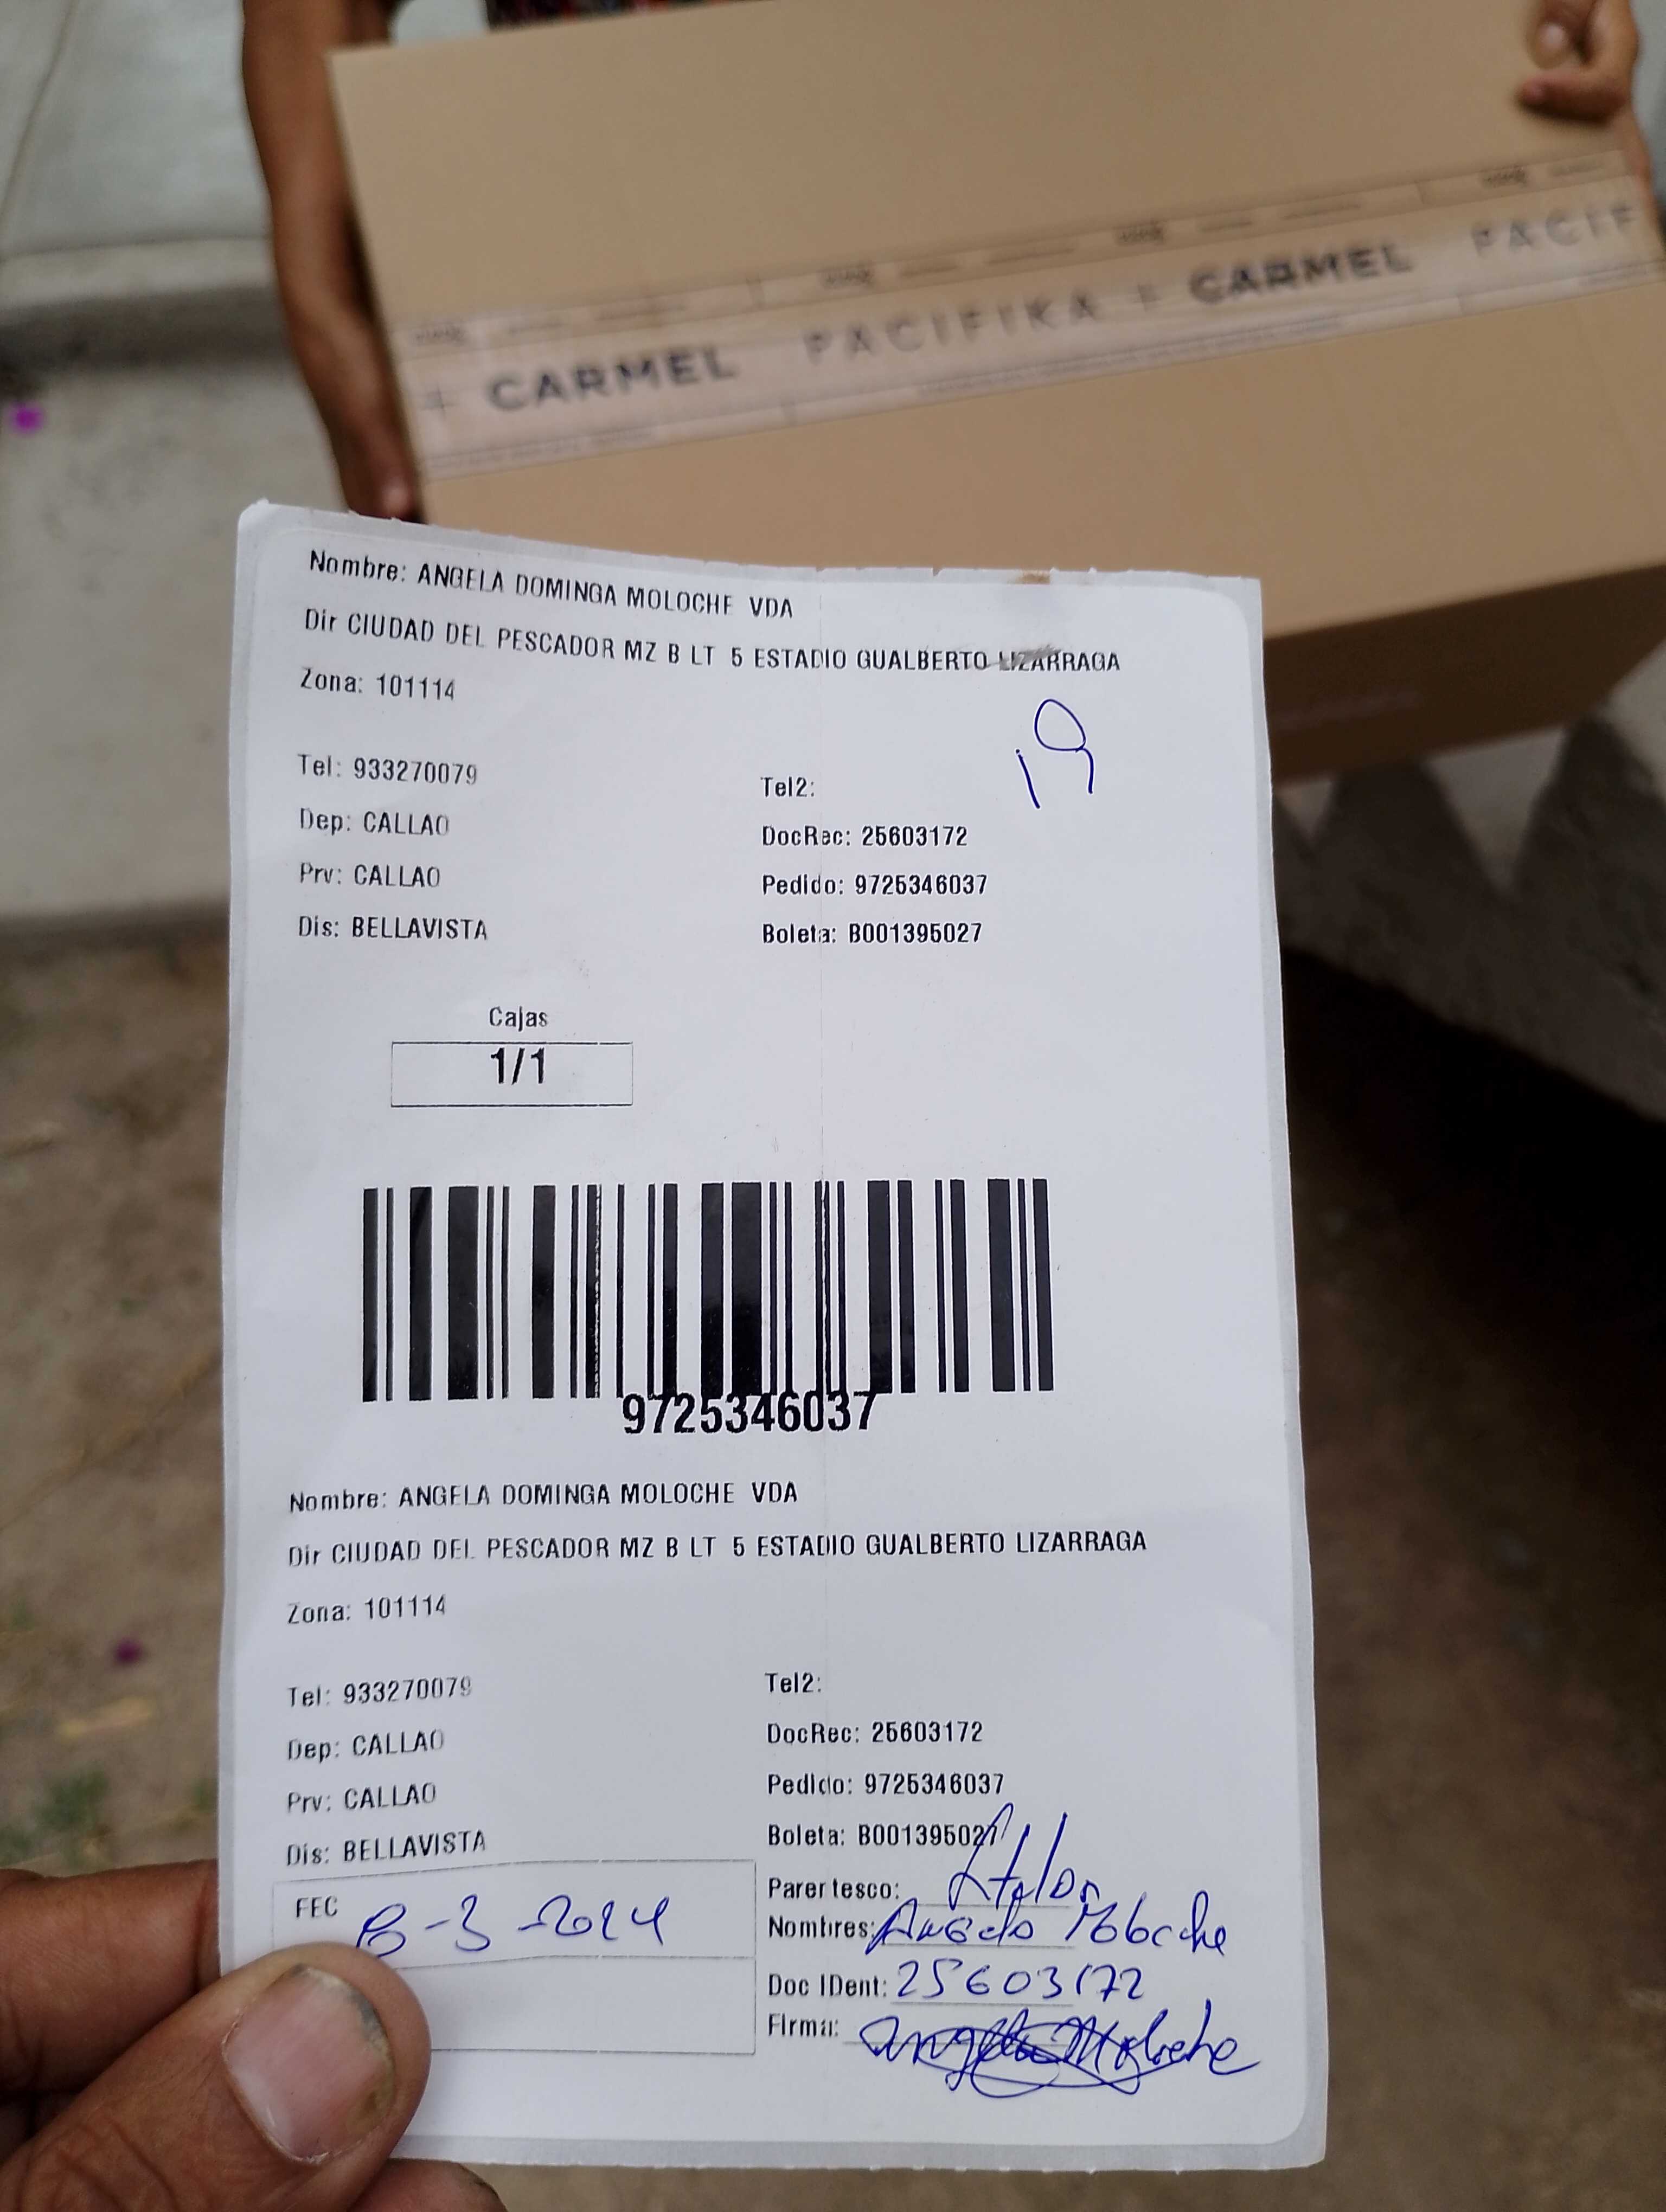 + CARMEL PACIFIKA + CARMEL PACIF
Nombre: ANGELA DOMINGA MOLOCHE VDA
Dir CIUDAD DEL PESCADOR MZ B LT 5 ESTADIO GUALBERTO LIZARRAGA
Zona: 101114
19
Tel: 933270079
Tel2:
Dep: CALLAO
DocRec: 25603172
Prv: CALLAO
Pedido: 9725346037
Dis: BELLAVISTA
Boleta: B001395027
Cajas
1/1
9725346037
Nombre: ANGELA DOMINGA MOLOCHE VDA
Dir CIUDAD DEL PESCADOR MZ B LT 5 ESTADIO GUALBERTO LIZARRAGA
Zona: 101114
Tel: 933270079
Tel2:
Dep: CALLAO
DocRec: 25603172
Prv: CALLAO
Pedido: 9725346037
Dis: BELLAVISTA
Boleta: B001395027
FEC
-3-2024
Parentesco:
Nombres: Angela Moloche
Doc IDent: 25603172
Firma: Angela Moloche